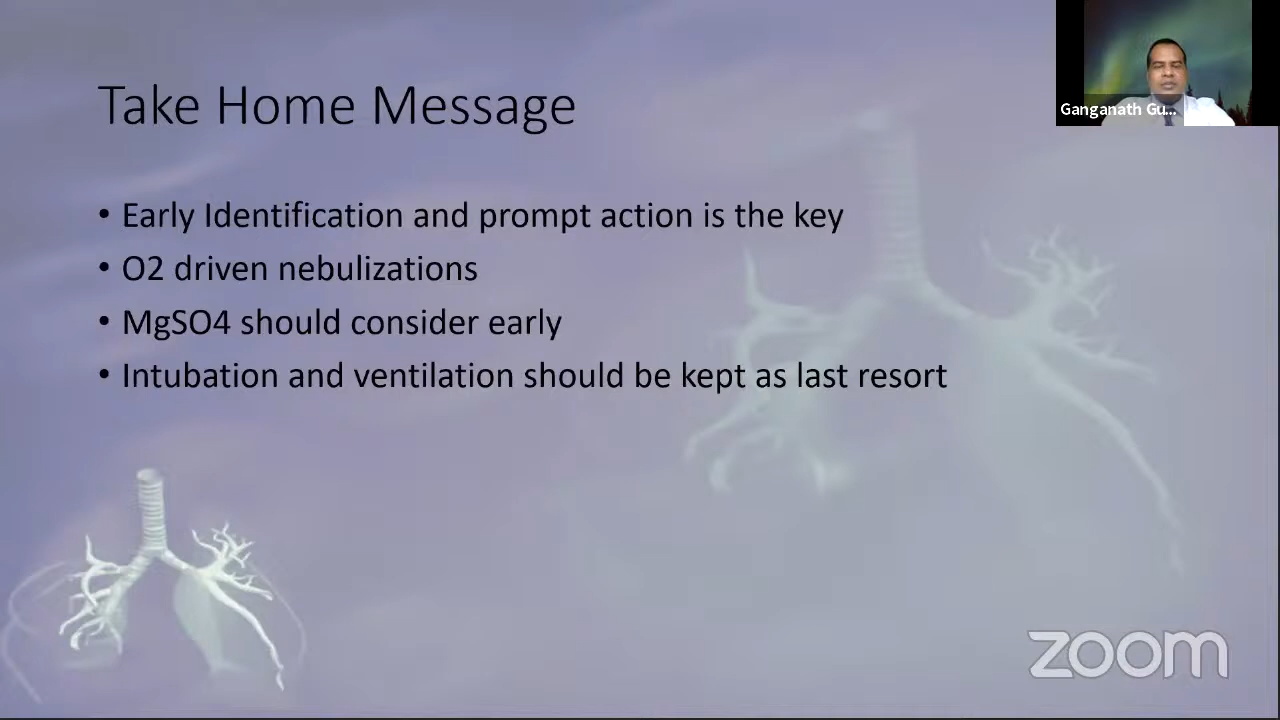 Take Home Message
Ganganath Gu...
• Early Identification and prompt action is the key
• O2 driven nebulizations
• MgSO4 should consider early
• Intubation and ventilation should be kept as last resort
zoom